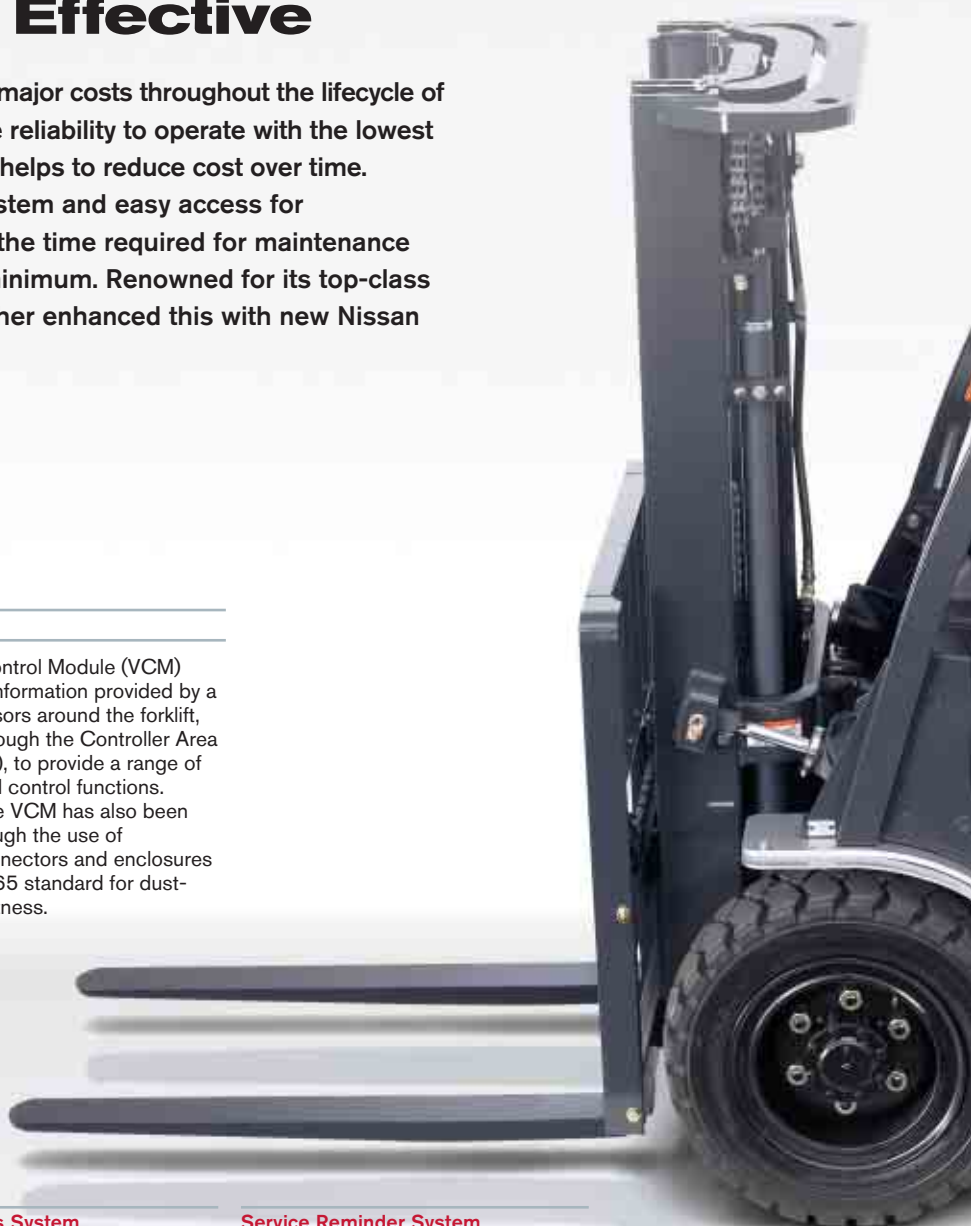 Effective
major costs throughout the lifecycle of
reliability to operate with the lowest
helps to reduce cost over time.
stem and easy access for
the time required for maintenance
inimum. Renowned for its top-class
her enhanced this with new Nissan
ontrol Module (VCM)
nformation provided by a
sors around the forklift,
ough the Controller Area
), to provide a range of
l control functions.
e VCM has also been
ugh the use of
nnectors and enclosures
65 standard for dust-
ness.
s System
Service Reminder System